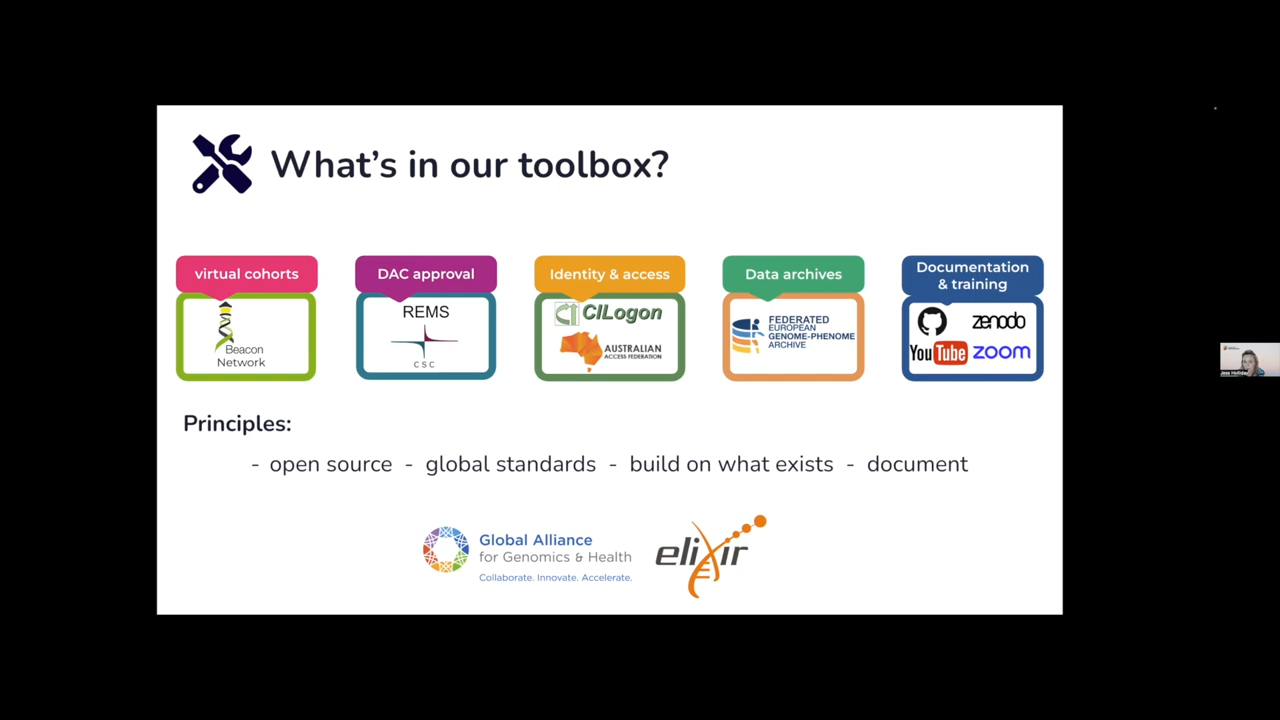 What's in our toolbox?
virtual cohorts
DAC approval
Identity & access
Data archives
Documentation
& training
Beacon
Network
REMS
CSC
CILogon
AUSTRALIAN
ACCESS FEDERATION
FEDERATED
EUROPEAN
GENOME-PHENOME
ARCHIVE
zenodo
YouTube
zoom
Principles:
- open source - global standards - build on what exists - document
Global Alliance
for Genomics & Health
Collaborate. Innovate. Accelerate.
elixir